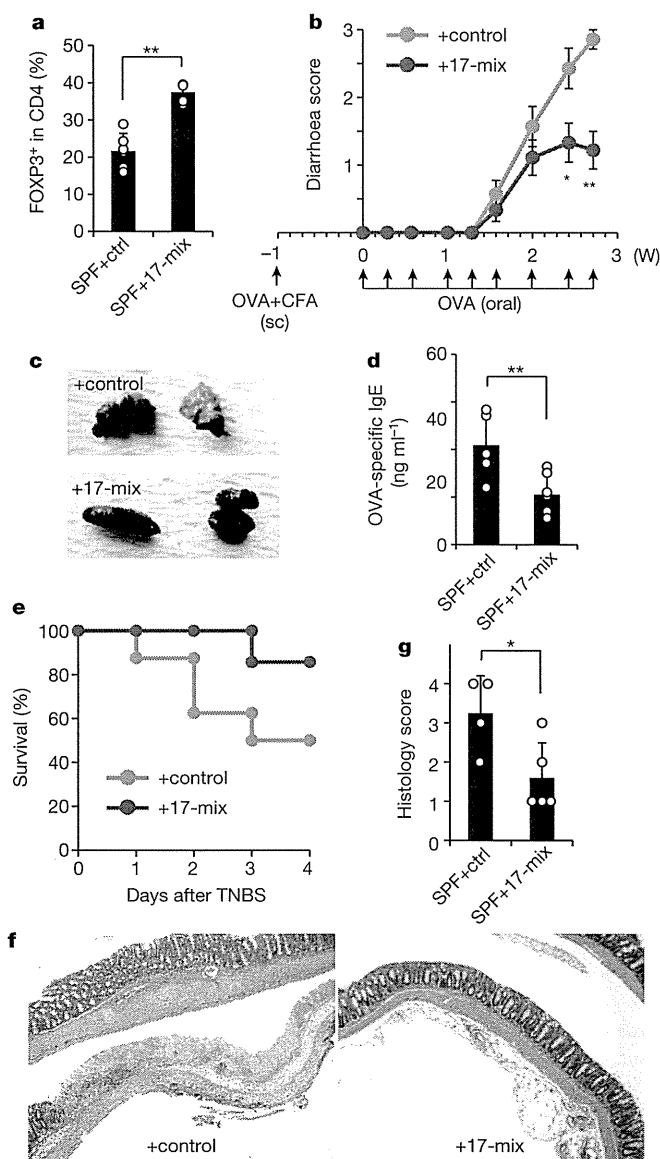 a
50
40
30
20
10
0
FOXP3+ in CD4 (%)
**
SPF+ctrl
SPF+17-mix
b
3
2
1
Diarrhoea score
+control
+17-mix
*
**
–1
0
1
2
3
(W)
OVA+CFA
(sc)
OVA (oral)
c
+control
+17-mix
d
60
40
20
0
OVA-specific IgE
(ng ml–1)
**
SPF+ctrl
SPF+17-mix
e
100
80
60
40
20
0
Survival (%)
+control
+17-mix
0
1
2
3
4
Days after TNBS
g
4
3
2
1
0
Histology score
*
SPF+ctrl
SPF+17-mix
f
+control
+17-mix